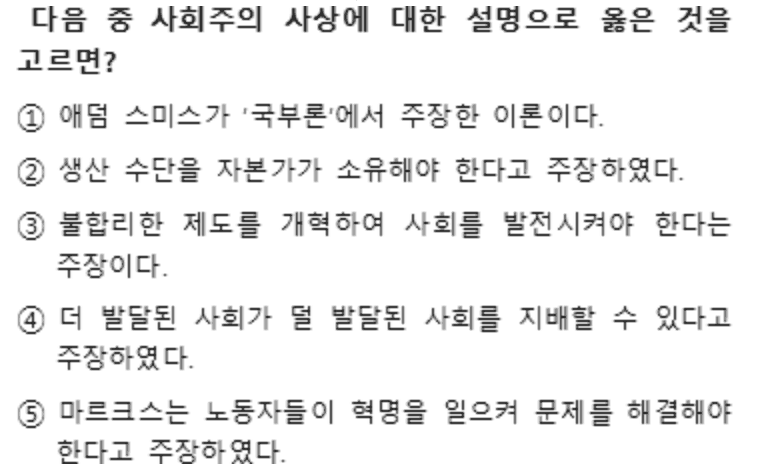 다음 중 사회주의 사상에 대한 설명으로 옳은 것을
고르면?
① 애덤 스미스가 '국부론'에서 주장한 이론이다.
② 생산 수단을 자본가가 소유해야 한다고 주장하였다.
③ 불합리한 제도를 개혁하여 사회를 발전시켜야 한다는
주장이다.
④ 더 발달된 사회가 덜 발달된 사회를 지배할 수 있다고
주장하였다.
⑤ 마르크스는 노동자들이 혁명을 일으켜 문제를 해결해야
한다고 주장하였다.